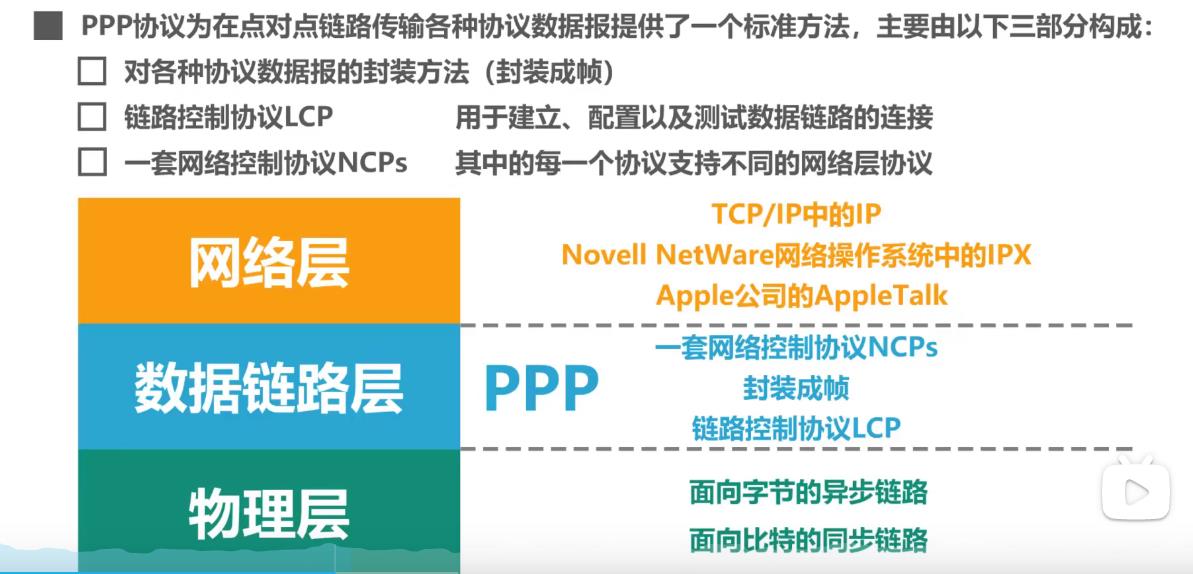 PPP协议为在点对点链路传输各种协议数据报提供了一个标准方法，主要由以下三部分构成：
对各种协议数据报的封装方法（封装成帧）
链路控制协议LCP 用于建立、配置以及测试数据链路的连接
一套网络控制协议NCPs 其中的每一个协议支持不同的网络层协议
网络层
TCP/IP中的IP
Novell NetWare网络操作系统中的IPX
Apple公司的AppleTalk
数据链路层
PPP
一套网络控制协议NCPs
封装成帧
链路控制协议LCP
物理层
面向字节的异步链路
面向比特的同步链路